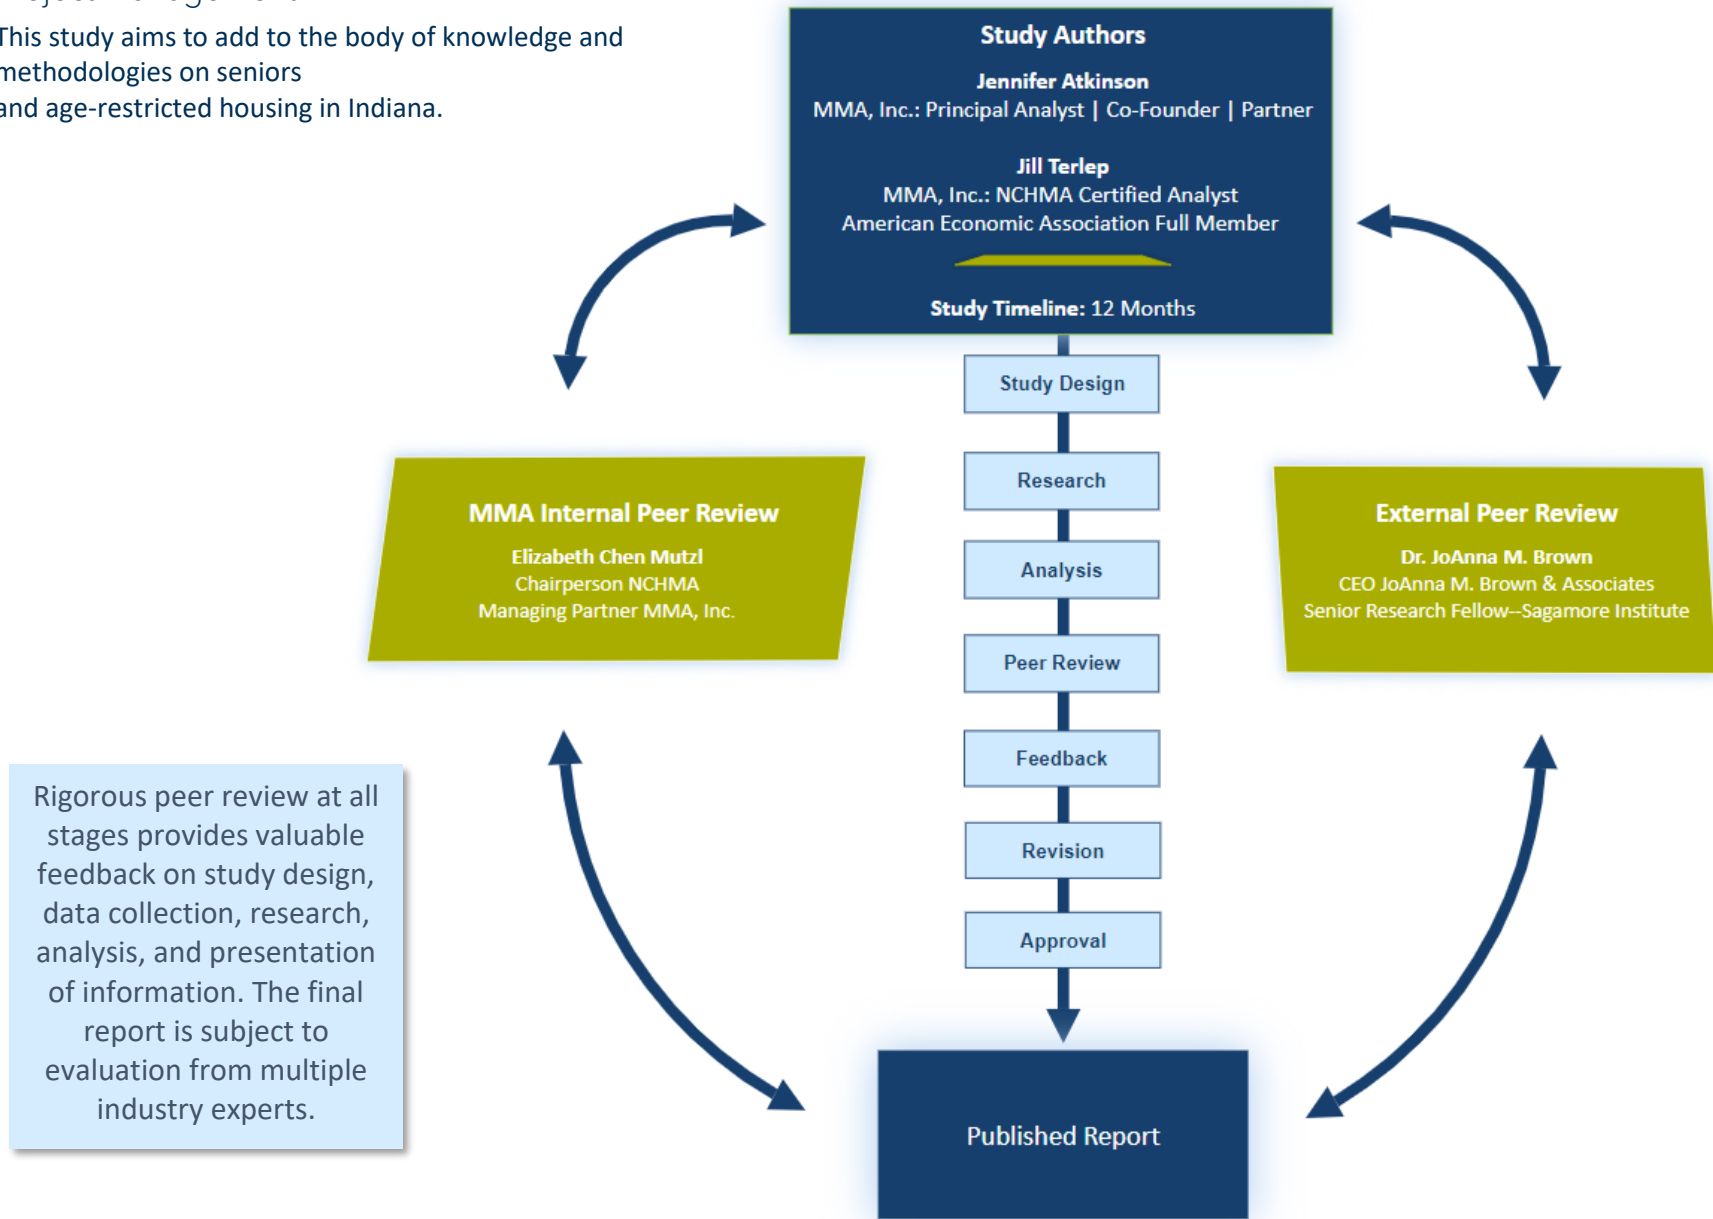 This study aims to add to the body of knowledge and
methodologies on seniors
and age-restricted housing in Indiana.
Study Authors
Jennifer Atkinson
MMA, Inc.: Principal Analyst | Co-Founder | Partner
Jill Terlep
MMA, Inc.: NCHMA Certified Analyst
American Economic Association Full Member
Study Timeline: 12 Months
Study Design
Research
Analysis
Peer Review
Feedback
Revision
Approval
Published Report
MMA Internal Peer Review
Elizabeth Chen Mutzl
Chairperson NCHMA
Managing Partner MMA, Inc.
External Peer Review
Dr. JoAnna M. Brown
CEO JoAnna M. Brown & Associates
Senior Research Fellow--Sagamore Institute
Rigorous peer review at all
stages provides valuable
feedback on study design,
data collection, research,
analysis, and presentation
of information. The final
report is subject to
evaluation from multiple
industry experts.